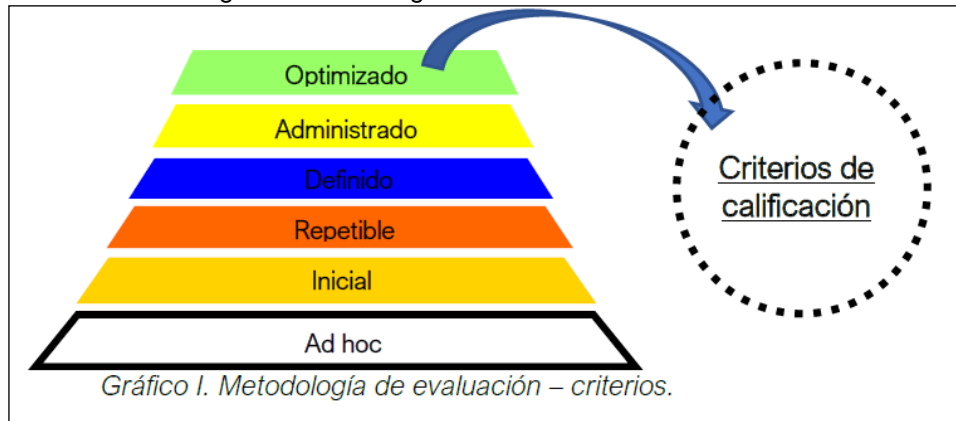 Optimizado
Administrado
Definido
Repetible
Inicial
Ad hoc
Criterios de
calificación
Gráfico I. Metodología de evaluación – criterios.